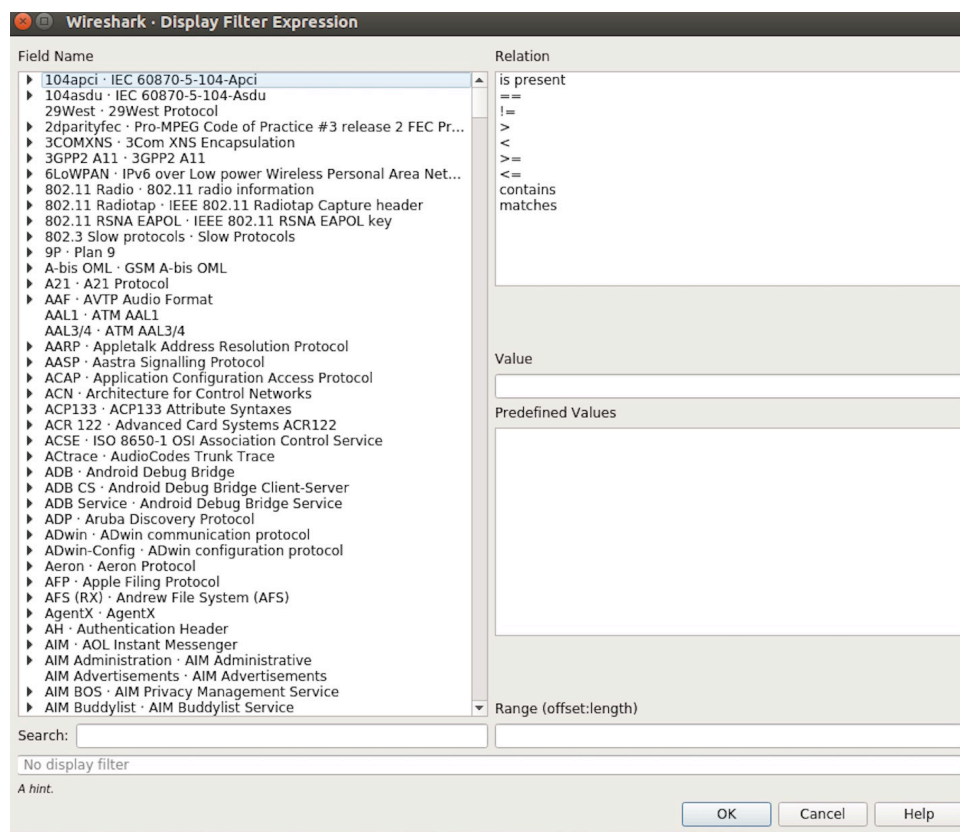 Wireshark · Display Filter Expression
Field Name
104apci · IEC 60870-5-104-Apci
104asdu · IEC 60870-5-104-Asdu
29West · 29West Protocol
2dparityfec · Pro-MPEG Code of Practice #3 release 2 FEC Pr...
3COMXNS · 3Com XNS Encapsulation
3GPP2 A11 · 3GPP2 A11
6LoWPAN · IPv6 over Low power Wireless Personal Area Net...
802.11 Radio · 802.11 radio information
802.11 Radiotap · IEEE 802.11 Radiotap Capture header
802.11 RSNA EAPOL · IEEE 802.11 RSNA EAPOL key
802.3 Slow protocols · Slow Protocols
9P · Plan 9
A-bis OML · GSM A-bis OML
A21 · A21 Protocol
AAF · AVTP Audio Format
AAL1 · ATM AAL1
AAL3/4 · ATM AAL3/4
AARP · Appletalk Address Resolution Protocol
AASP · Aastra Signalling Protocol
ACAP · Application Configuration Access Protocol
ACN · Architecture for Control Networks
ACP133 · ACP133 Attribute Syntaxes
ACR 122 · Advanced Card Systems ACR122
ACSE · ISO 8650-1 OSI Association Control Service
ACtrace · AudioCodes Trunk Trace
ADB · Android Debug Bridge
ADB CS · Android Debug Bridge Client-Server
ADB Service · Android Debug Bridge Service
ADP · Aruba Discovery Protocol
ADwin · ADwin communication protocol
ADwin-Config · ADwin configuration protocol
Aeron · Aeron Protocol
AFP · Apple Filing Protocol
AFS (RX) · Andrew File System (AFS)
AgentX · AgentX
AH · Authentication Header
AIM · AOL Instant Messenger
AIM Administration · AIM Administrative
AIM Advertisements · AIM Advertisements
AIM BOS · AIM Privacy Management Service
AIM Buddylist · AIM Buddylist Service
Search:
Relation
is present
==
!=
>
<
>=
<=
contains
matches
Value
Predefined Values
Range (offset:length)
No display filter
A hint.
OK
Cancel
Help